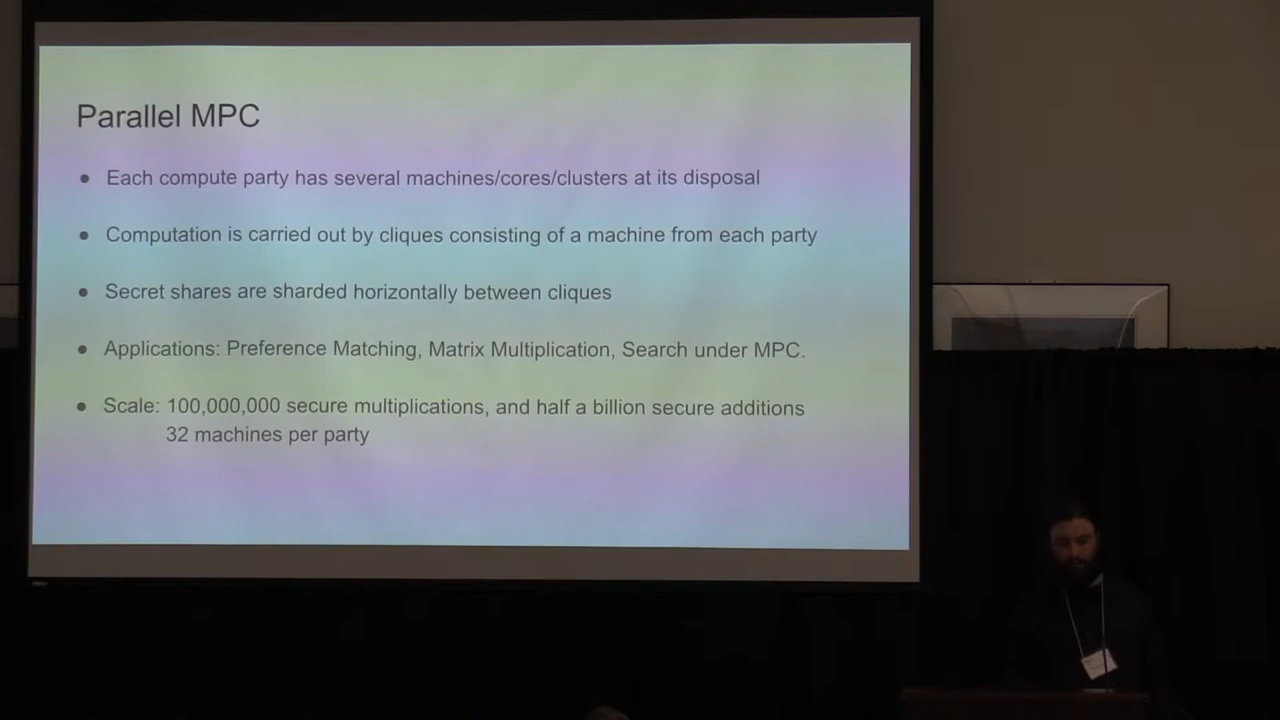 Parallel MPC
● Each compute party has several machines/cores/clusters at its disposal
● Computation is carried out by cliques consisting of a machine from each party
● Secret shares are sharded horizontally between cliques
● Applications: Preference Matching, Matrix Multiplication, Search under MPC.
● Scale: 100,000,000 secure multiplications, and half a billion secure additions
32 machines per party